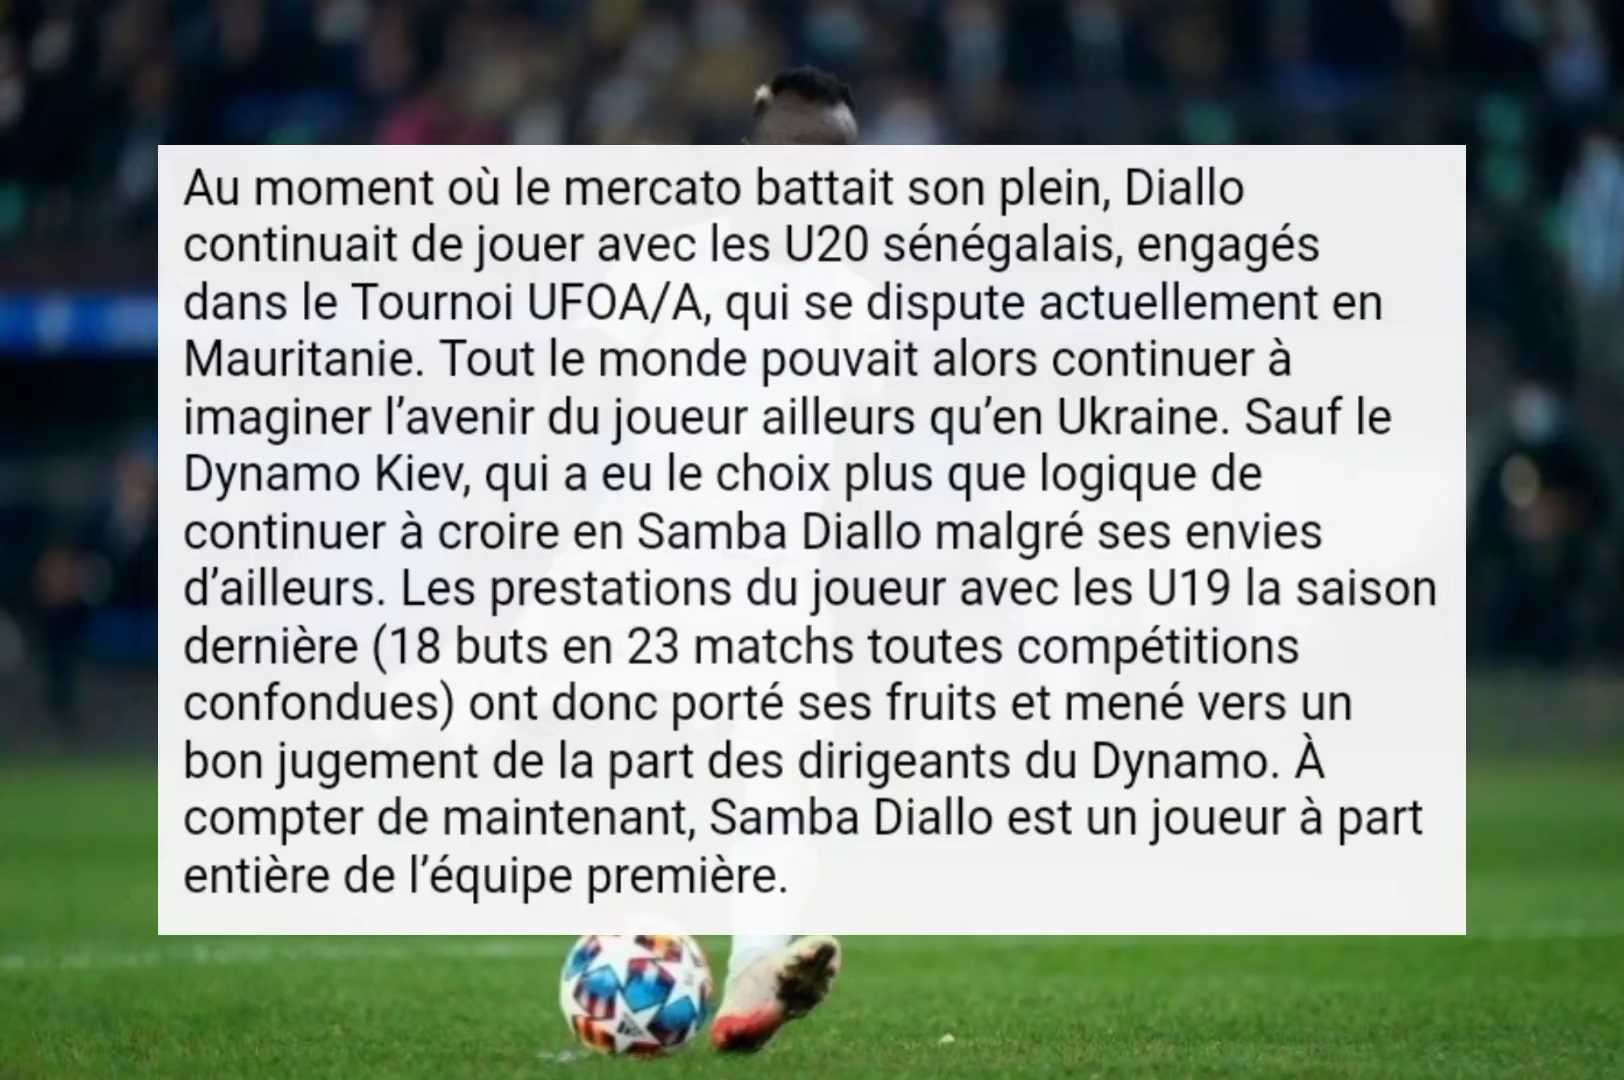 Au moment où le mercato battait son plein, Diallo
continuait de jouer avec les U20 sénégalais, engagés
dans le Tournoi UFOA/A, qui se dispute actuellement en
Mauritanie. Tout le monde pouvait alors continuer à
imaginer l’avenir du joueur ailleurs qu’en Ukraine. Sauf le
Dynamo Kiev, qui a eu le choix plus que logique de
continuer à croire en Samba Diallo malgré ses envies
d’ailleurs. Les prestations du joueur avec les U19 la saison
dernière (18 buts en 23 matchs toutes compétitions
confondues) ont donc porté ses fruits et mené vers un
bon jugement de la part des dirigeants du Dynamo. À
compter de maintenant, Samba Diallo est un joueur à part
entière de l’équipe première.